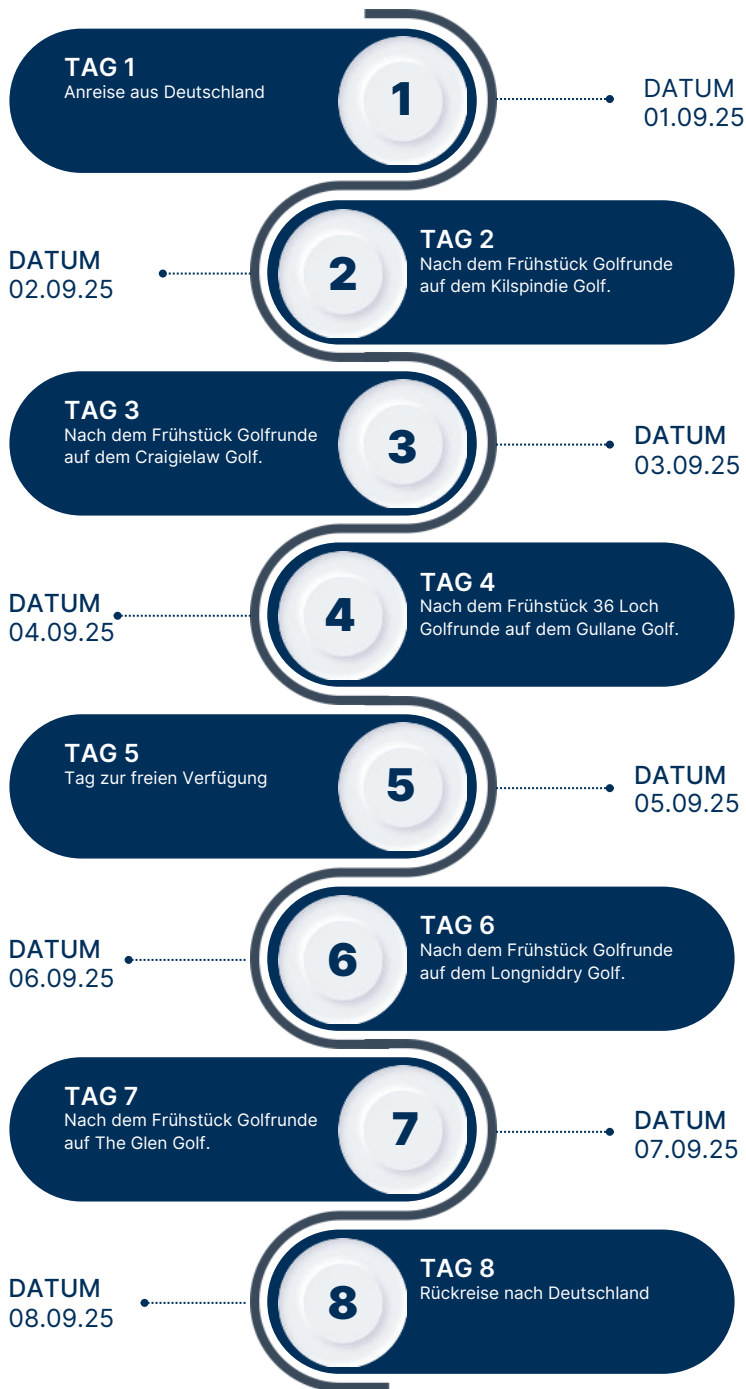 TAG 1
Anreise aus Deutschland
1
DATUM
01.09.25
DATUM
02.09.25
2
TAG 2
Nach dem Frühstück Golfrunde
auf dem Kilspindie Golf.
TAG 3
Nach dem Frühstück Golfrunde
auf dem Craigielaw Golf.
3
DATUM
03.09.25
DATUM
04.09.25
4
TAG 4
Nach dem Frühstück 36 Loch
Golfrunde auf dem Gullane Golf.
TAG 5
Tag zur freien Verfügung
5
DATUM
05.09.25
DATUM
06.09.25
6
TAG 6
Nach dem Frühstück Golfrunde
auf dem Longniddry Golf.
TAG 7
Nach dem Frühstück Golfrunde
auf The Glen Golf.
7
DATUM
07.09.25
DATUM
08.09.25
8
TAG 8
Rückreise nach Deutschland